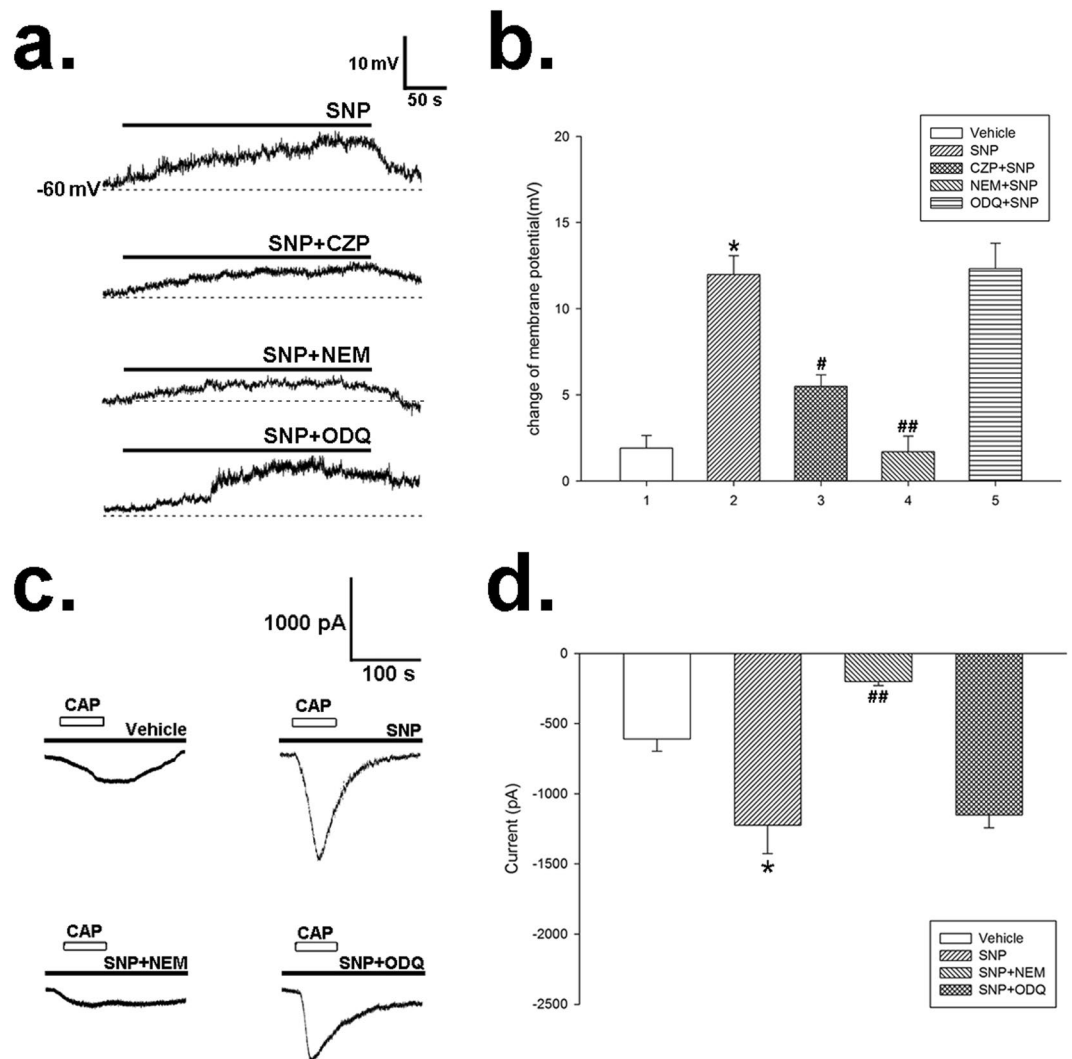 a.
10 mV
50 s
SNP
-60 mV
SNP+CZP
SNP+NEM
SNP+ODQ
b.
Vehicle
SNP
CZP+SNP
NEM+SNP
ODQ+SNP
change of membrane potential(mV)
20
15
10
5
0
*
#
##
1 2 3 4 5
c.
1000 pA
100 s
CAP
Vehicle
CAP
SNP
CAP
SNP+NEM
CAP
SNP+ODQ
d.
Current (pA)
0
-500
-1000
-1500
-2000
-2500
*
##
Vehicle
SNP
SNP+NEM
SNP+ODQ